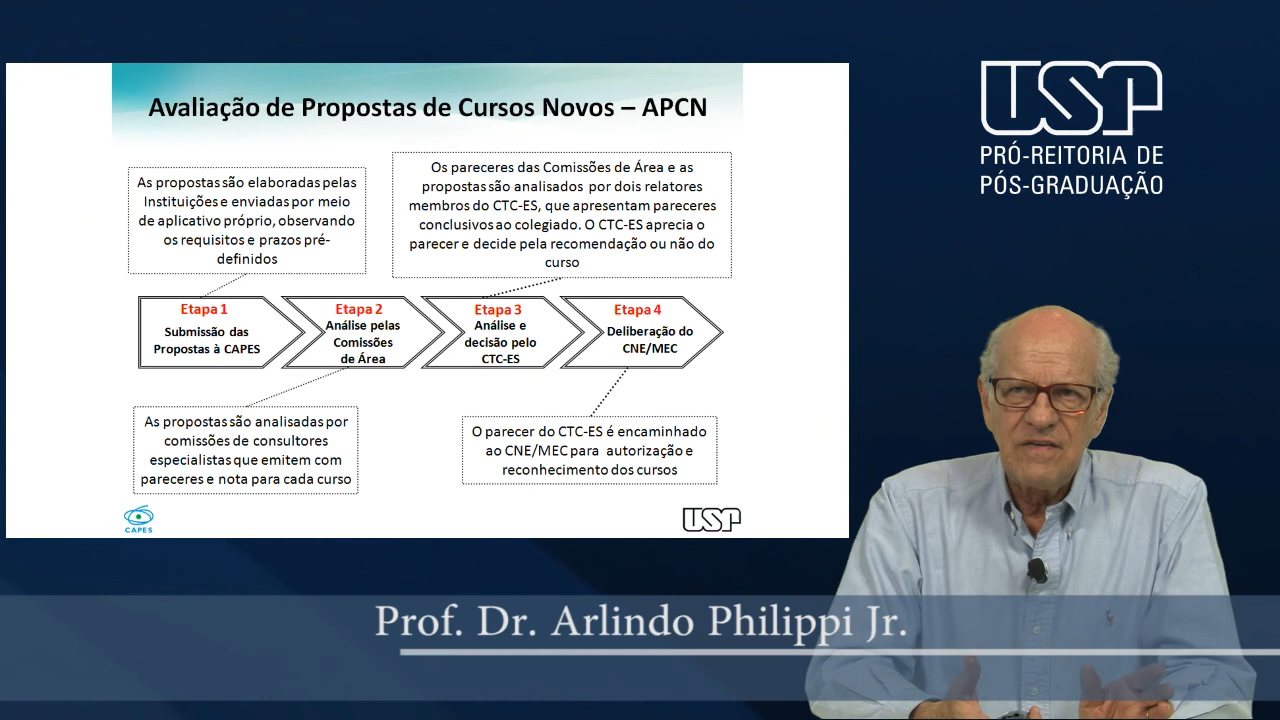 Avaliação de Propostas de Cursos Novos – APCN
As propostas são elaboradas pelas
Instituições e enviadas por meio
de aplicativo próprio, observando
os requisitos e prazos pré-
definidos
Os pareceres das Comissões de Área e as
propostas são analisados por dois relatores
membros do CTC-ES, que apresentam pareceres
conclusivos ao colegiado. O CTC-ES aprecia o
parecer e decide pela recomendação ou não do
curso
Etapa 1
Submissão das
Propostas à CAPES
Etapa 2
Análise pelas
Comissões
de Área
Etapa 3
Análise e
decisão pelo
CTC-ES
Etapa 4
Deliberação do
CNE/MEC
As propostas são analisadas por
comissões de consultores
especialistas que emitem com
pareceres e nota para cada curso
O parecer do CTC-ES é encaminhado
ao CNE/MEC para autorização e
reconhecimento dos cursos
CAPES
USP
USP
PRÓ-REITORIA DE
PÓS-GRADUAÇÃO
Prof. Dr. Arlindo Philippi Jr.